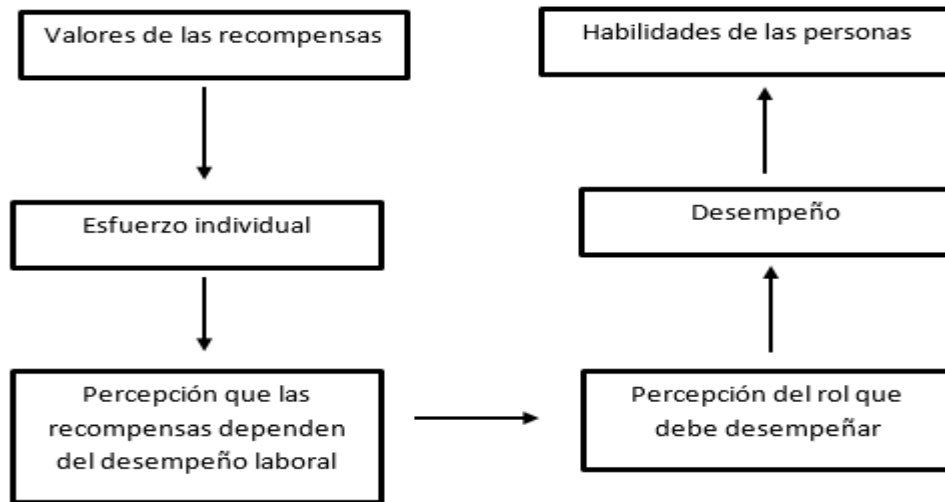 Valores de las recompensas
Esfuerzo individual
Percepción que las
recompensas dependen
del desempeño laboral
Percepción del rol que
debe desempeñar
Desempeño
Habilidades de las personas